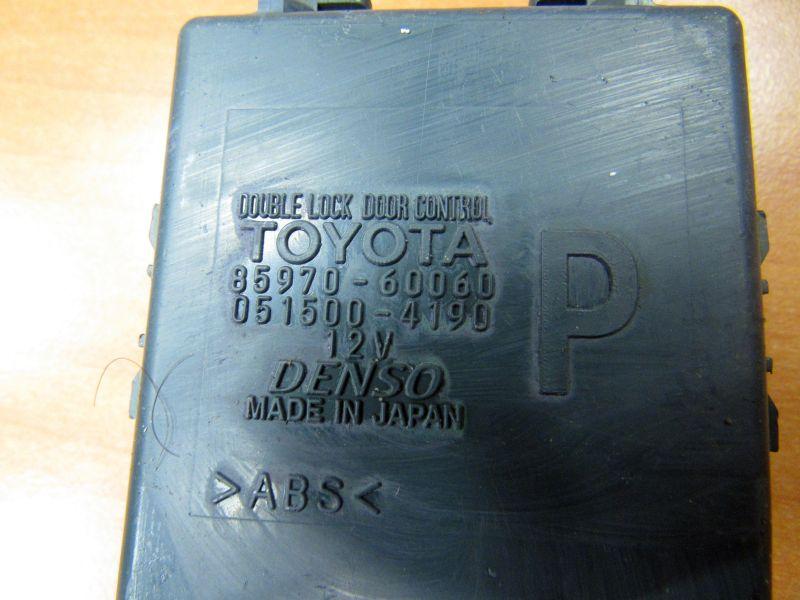 DOUBLE LOCK DOOR CONTROL
TOYOTA
85970-60060
051500-4190
12V
DENSO
MADE IN JAPAN
P
>ABS<